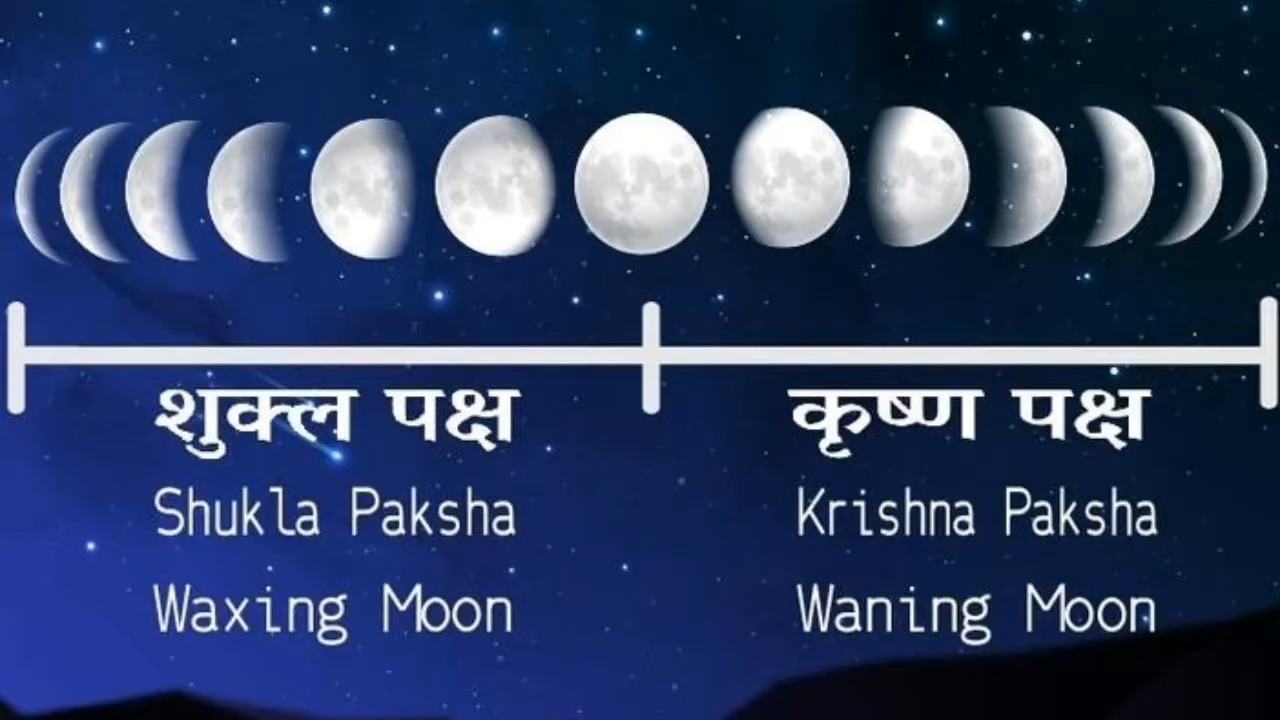 शुक्ल पक्ष
Shukla Paksha
Waxing Moon
कृष्ण पक्ष
Krishna Paksha
Waning Moon